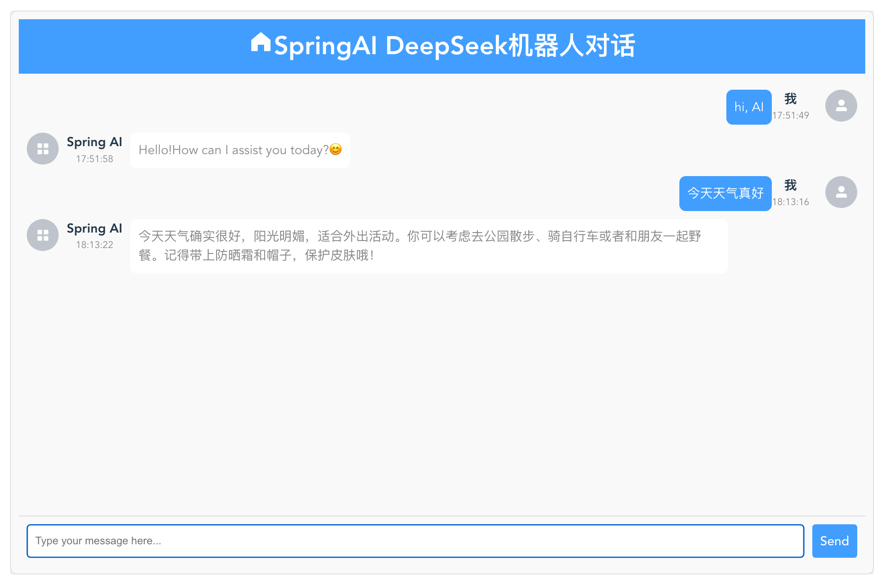 SpringAI DeepSeek机器人对话
hi, AI
我
17:51:49
Spring AI
17:51:58
Hello!How can I assist you today?😊
今天天气真好
我
18:13:16
Spring AI
18:13:22
今天天气确实很好，阳光明媚，适合外出活动。你可以考虑去公园散步、骑自行车或者和朋友一起野
餐。记得带上防晒霜和帽子，保护皮肤哦！
Type your message here...
Send